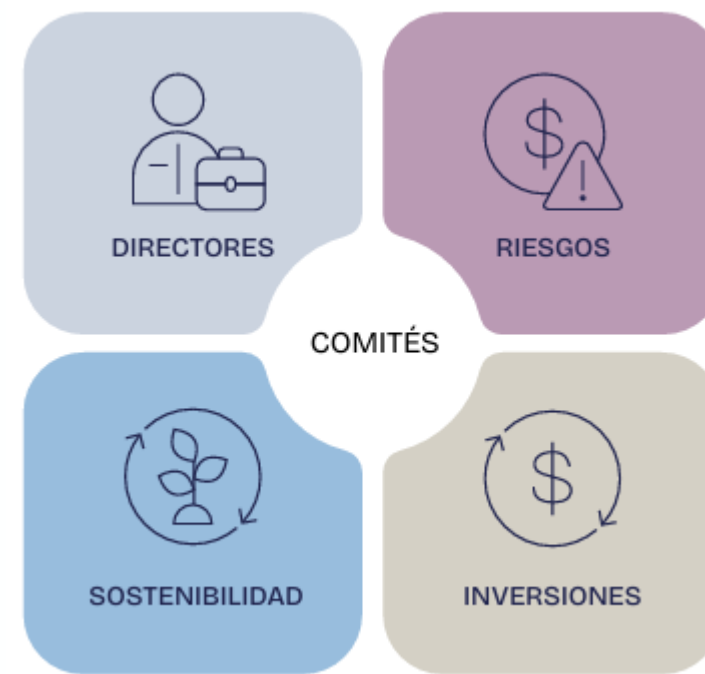 DIRECTORES
RIESGOS
COMITÉS
SOSTENIBILIDAD
INVERSIONES